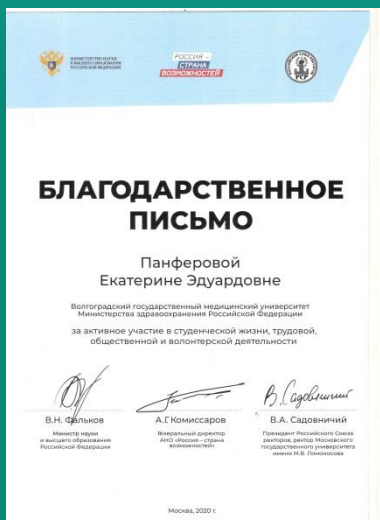 МИНИСТЕРСТВО НАУКИ
И ВЫСШЕГО ОБРАЗОВАНИЯ
РОССИЙСКОЙ ФЕДЕРАЦИИ
РОССИЯ –
СТРАНА
ВОЗМОЖНОСТЕЙ
РСР
БЛАГОДАРСТВЕННОЕ
ПИСЬМО
Панферовой
Екатерине Эдуардовне
Волгоградский государственный медицинский университет
Министерства здравоохранения Российской Федерации
за активное участие в студенческой жизни, трудовой,
общественной и волонтерской деятельности
В. Садовничий
В.Н. Фальков
А.Г. Комиссаров
В.А. Садовничий
Министр науки
и высшего образования
Российской Федерации
Генеральный директор
АНО «Россия – страна
возможностей»
Президент Российского Союза
ректоров, ректор Московского
государственного университета
имени М.В. Ломоносова
Москва, 2020 г.